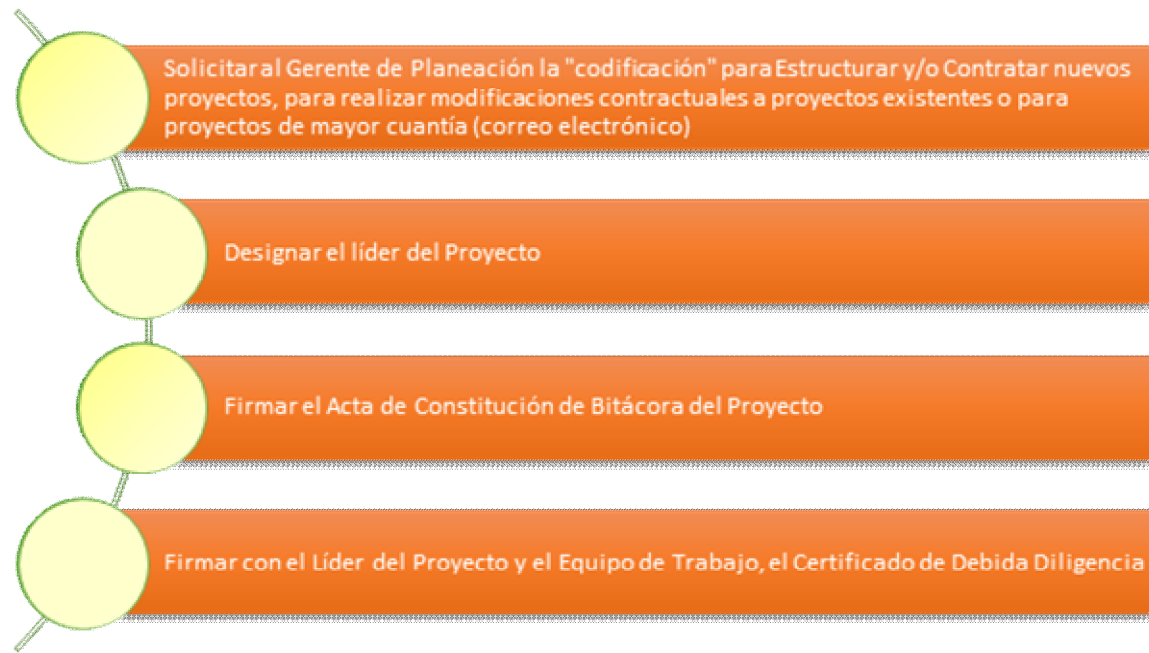 Solicitar al Gerente de Planeación la "codificación" para Estructurar y/o Contratar nuevos
proyectos, para realizar modificaciones contractuales a proyectos existentes o para
proyectos de mayor cuantía (correo electrónico)
Designar el líder del Proyecto
Firmar el Acta de Constitución de Bitácora del Proyecto
Firmar con el Líder del Proyecto y el Equipo de Trabajo, el Certificado de Debida Diligencia